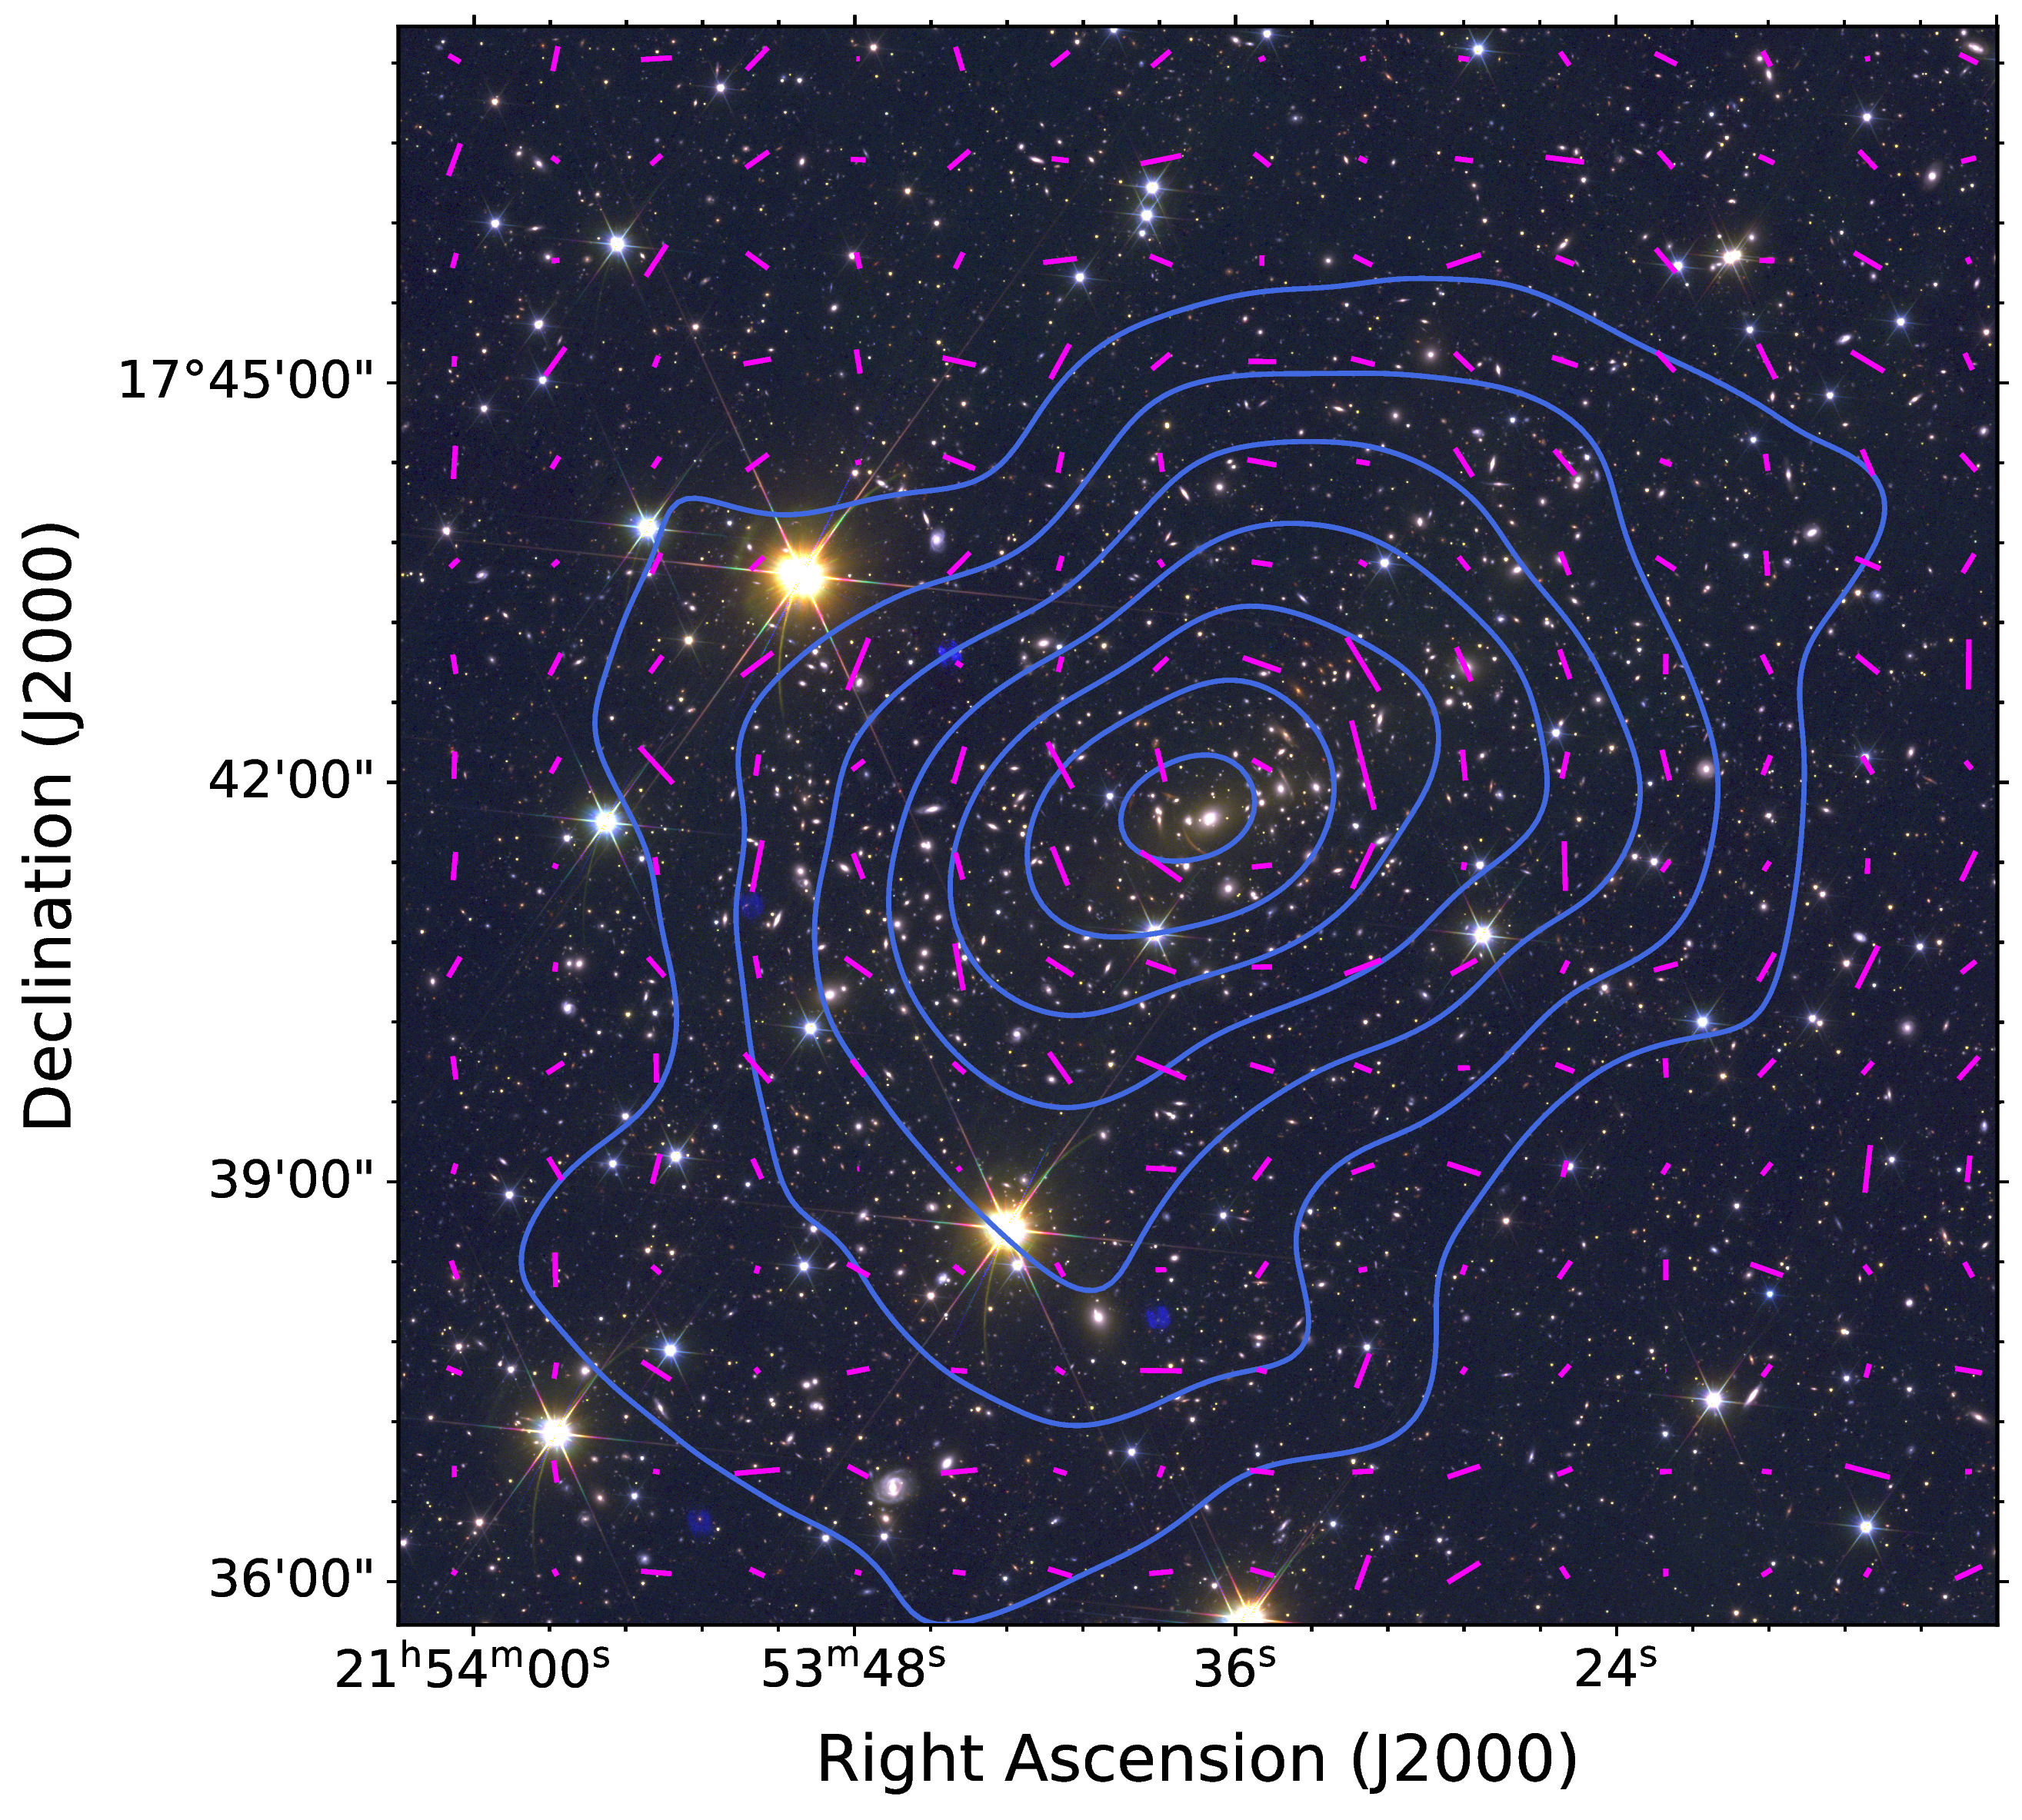 Declination (J2000)
17°45'00"
42'00"
39'00"
36'00"
21ʰ54ᵐ00ˢ 53ᵐ48ˢ 36ˢ 24ˢ
Right Ascension (J2000)